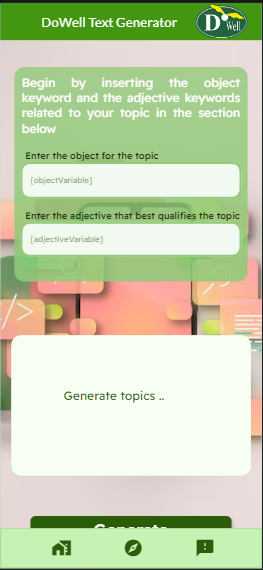 DoWell Text Generator
DoWell
Begin by inserting the object
keyword and the adjective keywords
related to your topic in the section
below
Enter the object for the topic
[objectVariable]
Enter the adjective that best qualifies the topic
[adjectiveVariable]
</>
Generate topics ..
Generate